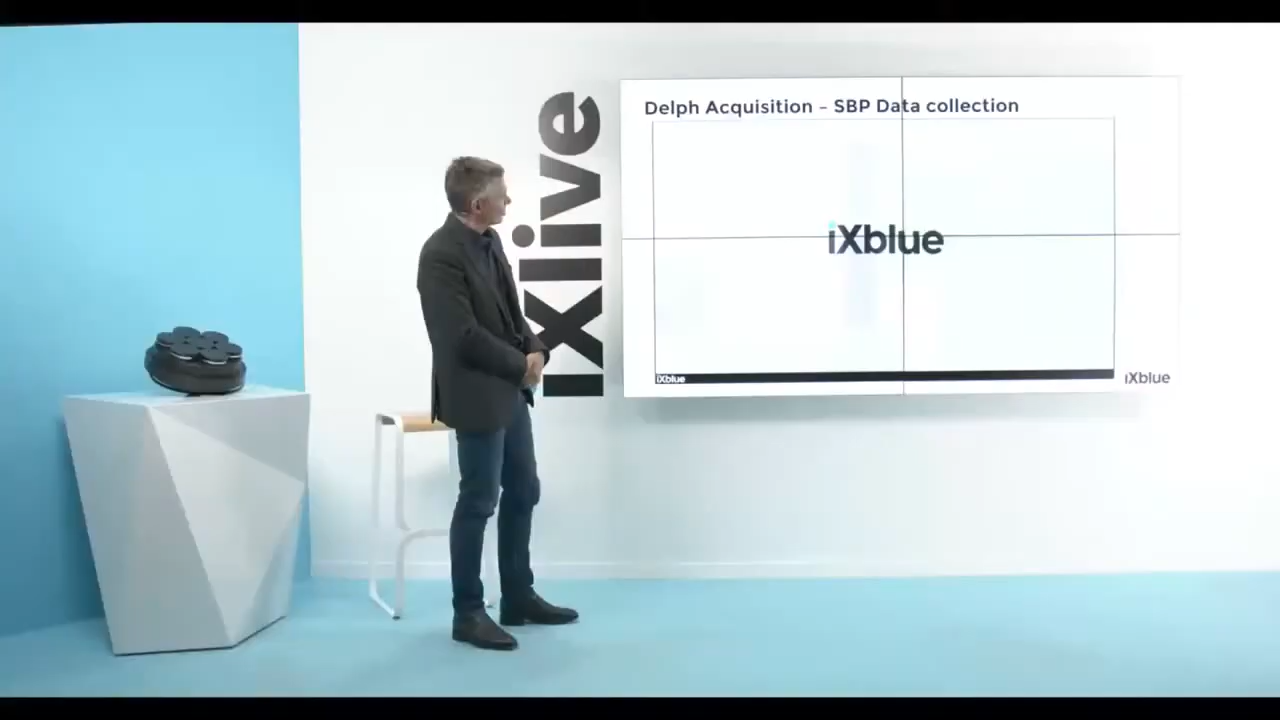 ixlive
Delph Acquisition – SBP Data collection
iXblue
iXblue
iXblue